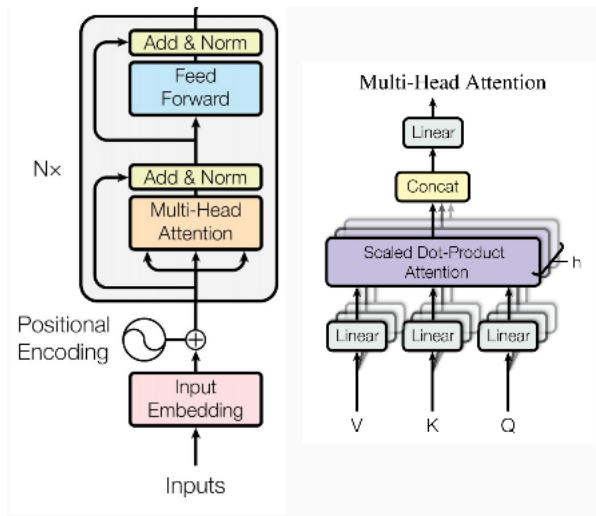 Add & Norm
Feed
Forward
N×
Add & Norm
Multi-Head
Attention
Positional
Encoding
Input
Embedding
Inputs
Multi-Head Attention
Linear
Concat
Scaled Dot-Product
Attention
h
Linear
Linear
Linear
V
K
Q